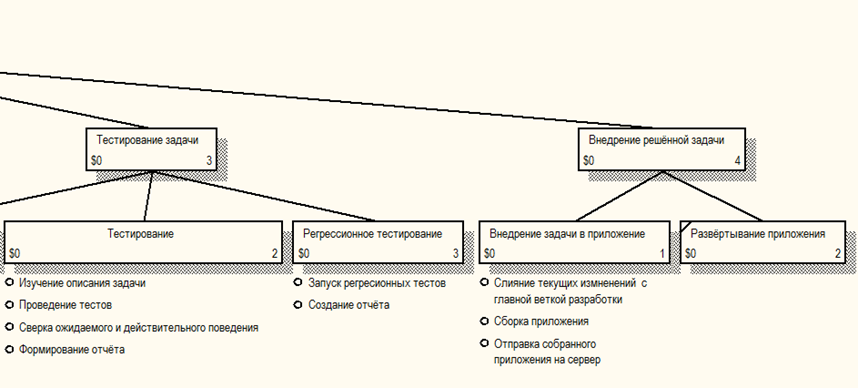 Тестирование задачи
$0 3
Внедрение решённой задачи
$0 4
Тестирование
$0 2
Регрессионное тестирование
$0 3
Внедрение задачи в приложение
$0 1
Развёртывание приложения
$0 2
Изучение описания задачи
Проведение тестов
Сверка ожидаемого и действительного поведения
Формирование отчёта
Запуск регресионных тестов
Создание отчёта
Слияние текущих измненений с
главной веткой разработки
Сборка приложения
Отправка собранного
приложения на сервер